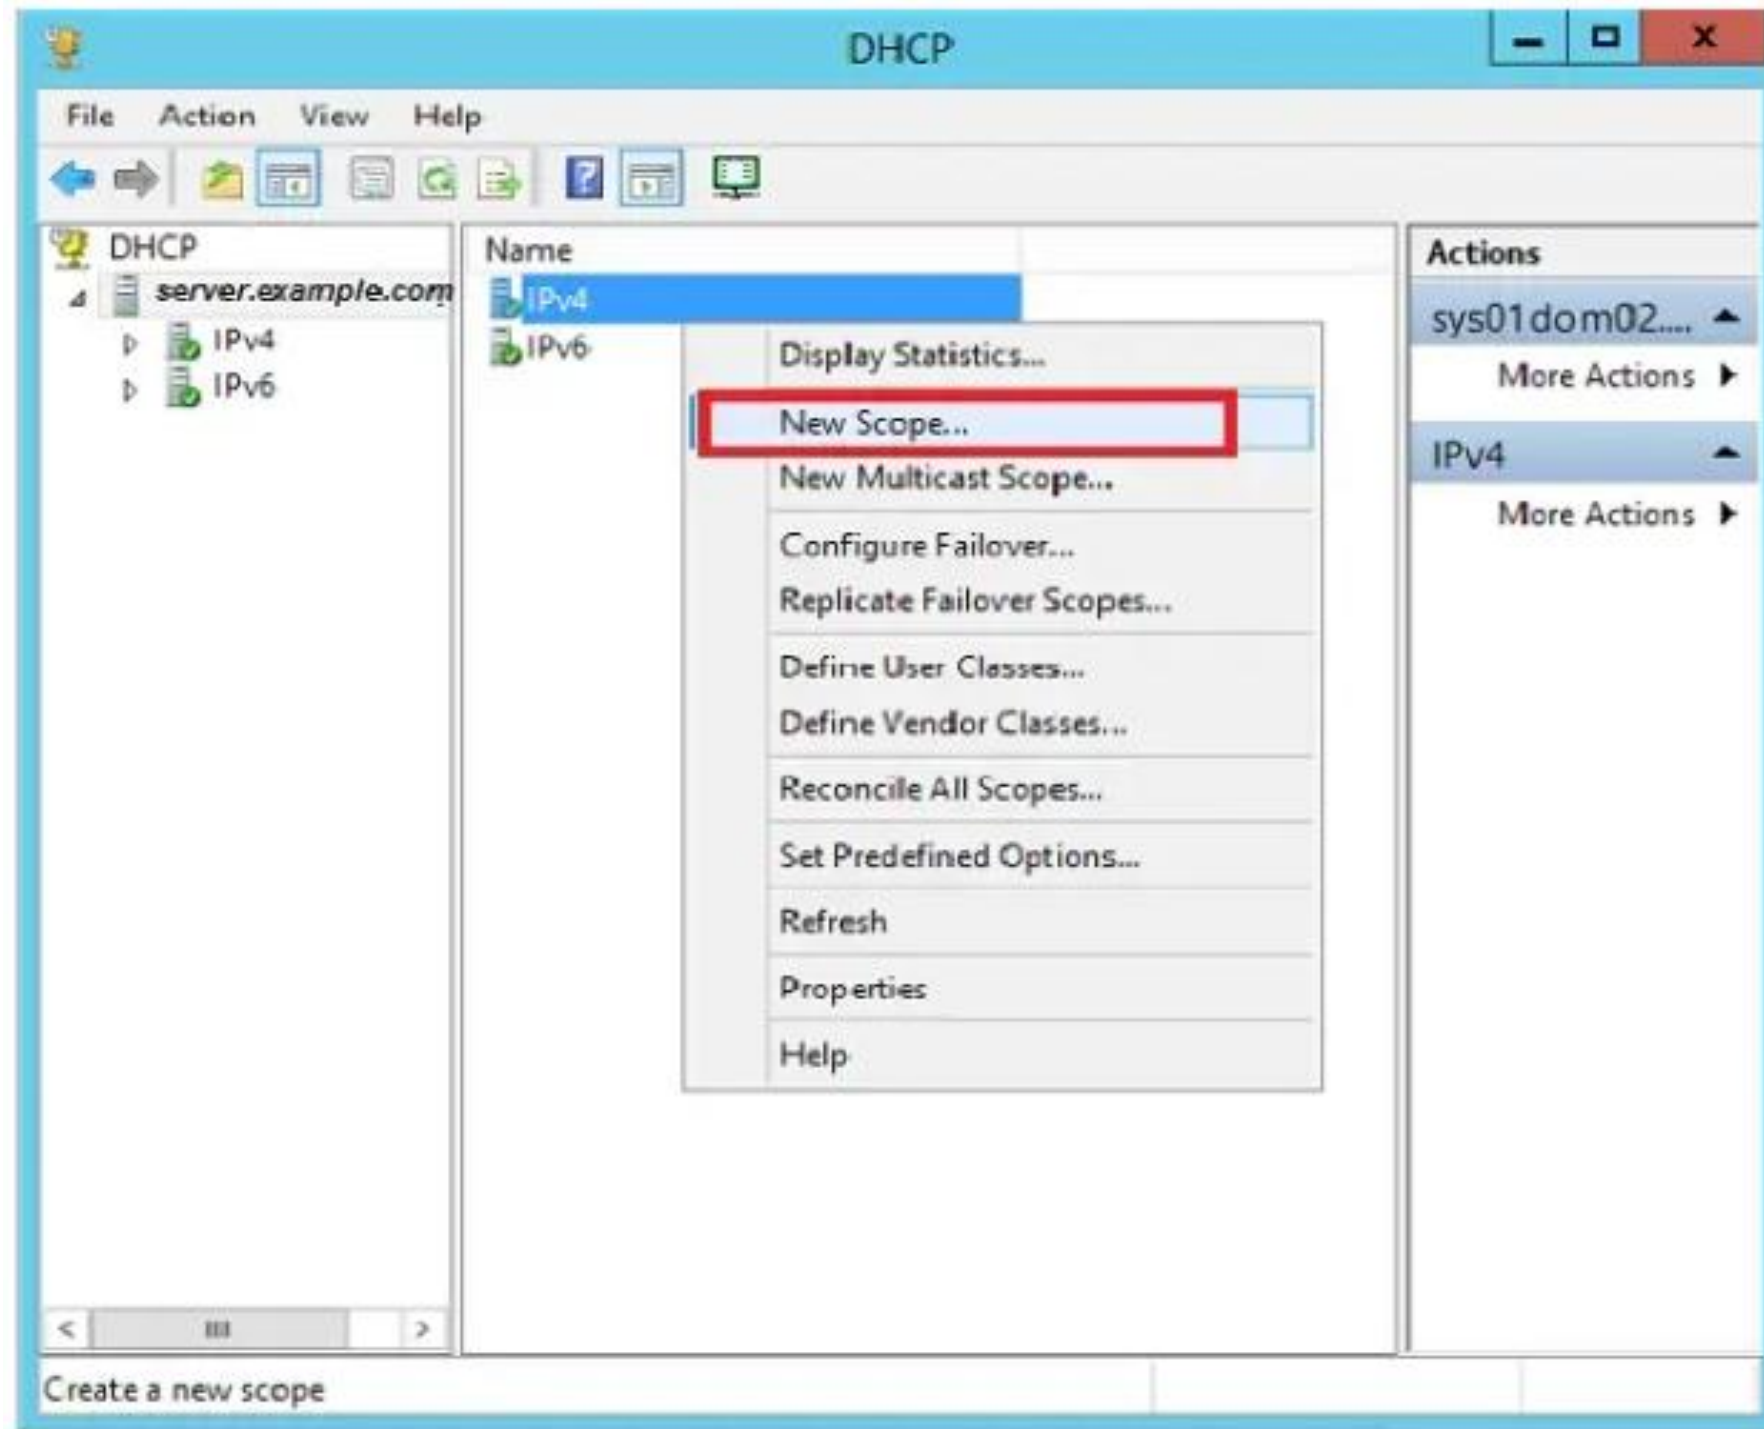 DHCP
File Action View Help
DHCP
server.example.com
IPv4
IPv6
Name
IPv4
IPv6
Display Statistics...
New Scope...
New Multicast Scope...
Configure Failover...
Replicate Failover Scopes...
Define User Classes...
Define Vendor Classes...
Reconcile All Scopes...
Set Predefined Options...
Refresh
Properties
Help
Actions
sys01dom02....
More Actions
IPv4
More Actions
Create a new scope